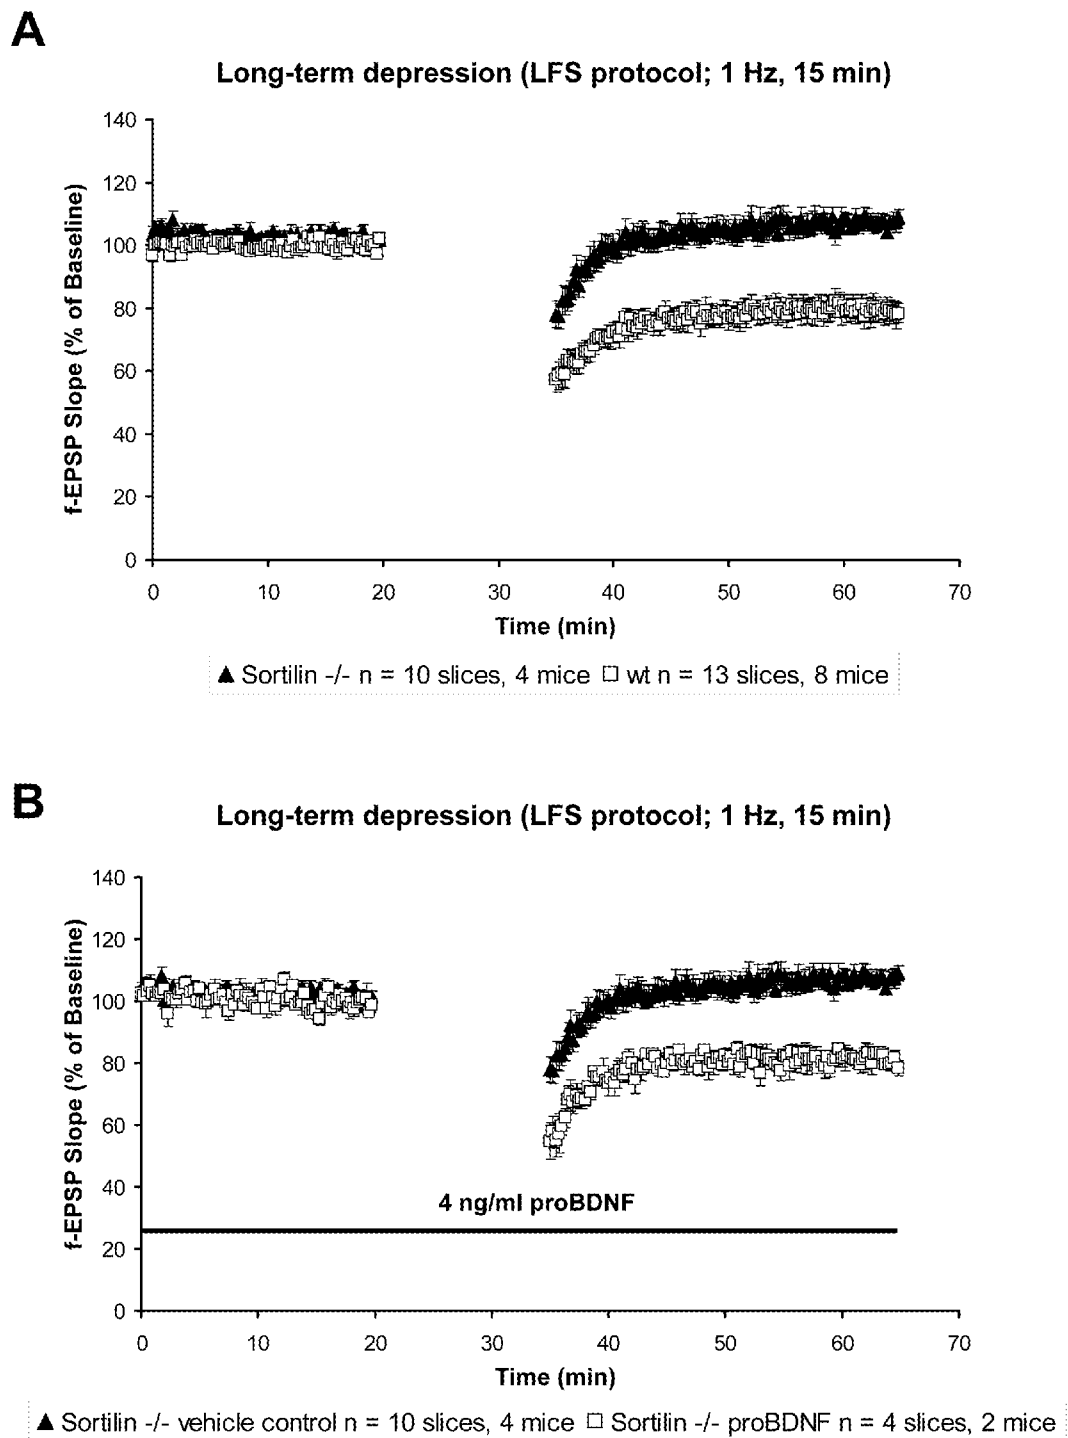 A
Long-term depression (LFS protocol; 1 Hz, 15 min)
f-EPSP Slope (% of Baseline)
140
120
100
80
60
40
20
0
0 10 20 30 40 50 60 70
Time (min)
▲ Sortilin -/- n = 10 slices, 4 mice □ wt n = 13 slices, 8 mice
B
Long-term depression (LFS protocol; 1 Hz, 15 min)
f-EPSP Slope (% of Baseline)
140
120
100
80
60
40
4 ng/ml proBDNF
20
0
0 10 20 30 40 50 60 70
Time (min)
▲ Sortilin -/- vehicle control n = 10 slices, 4 mice □ Sortilin -/- proBDNF n = 4 slices, 2 mice